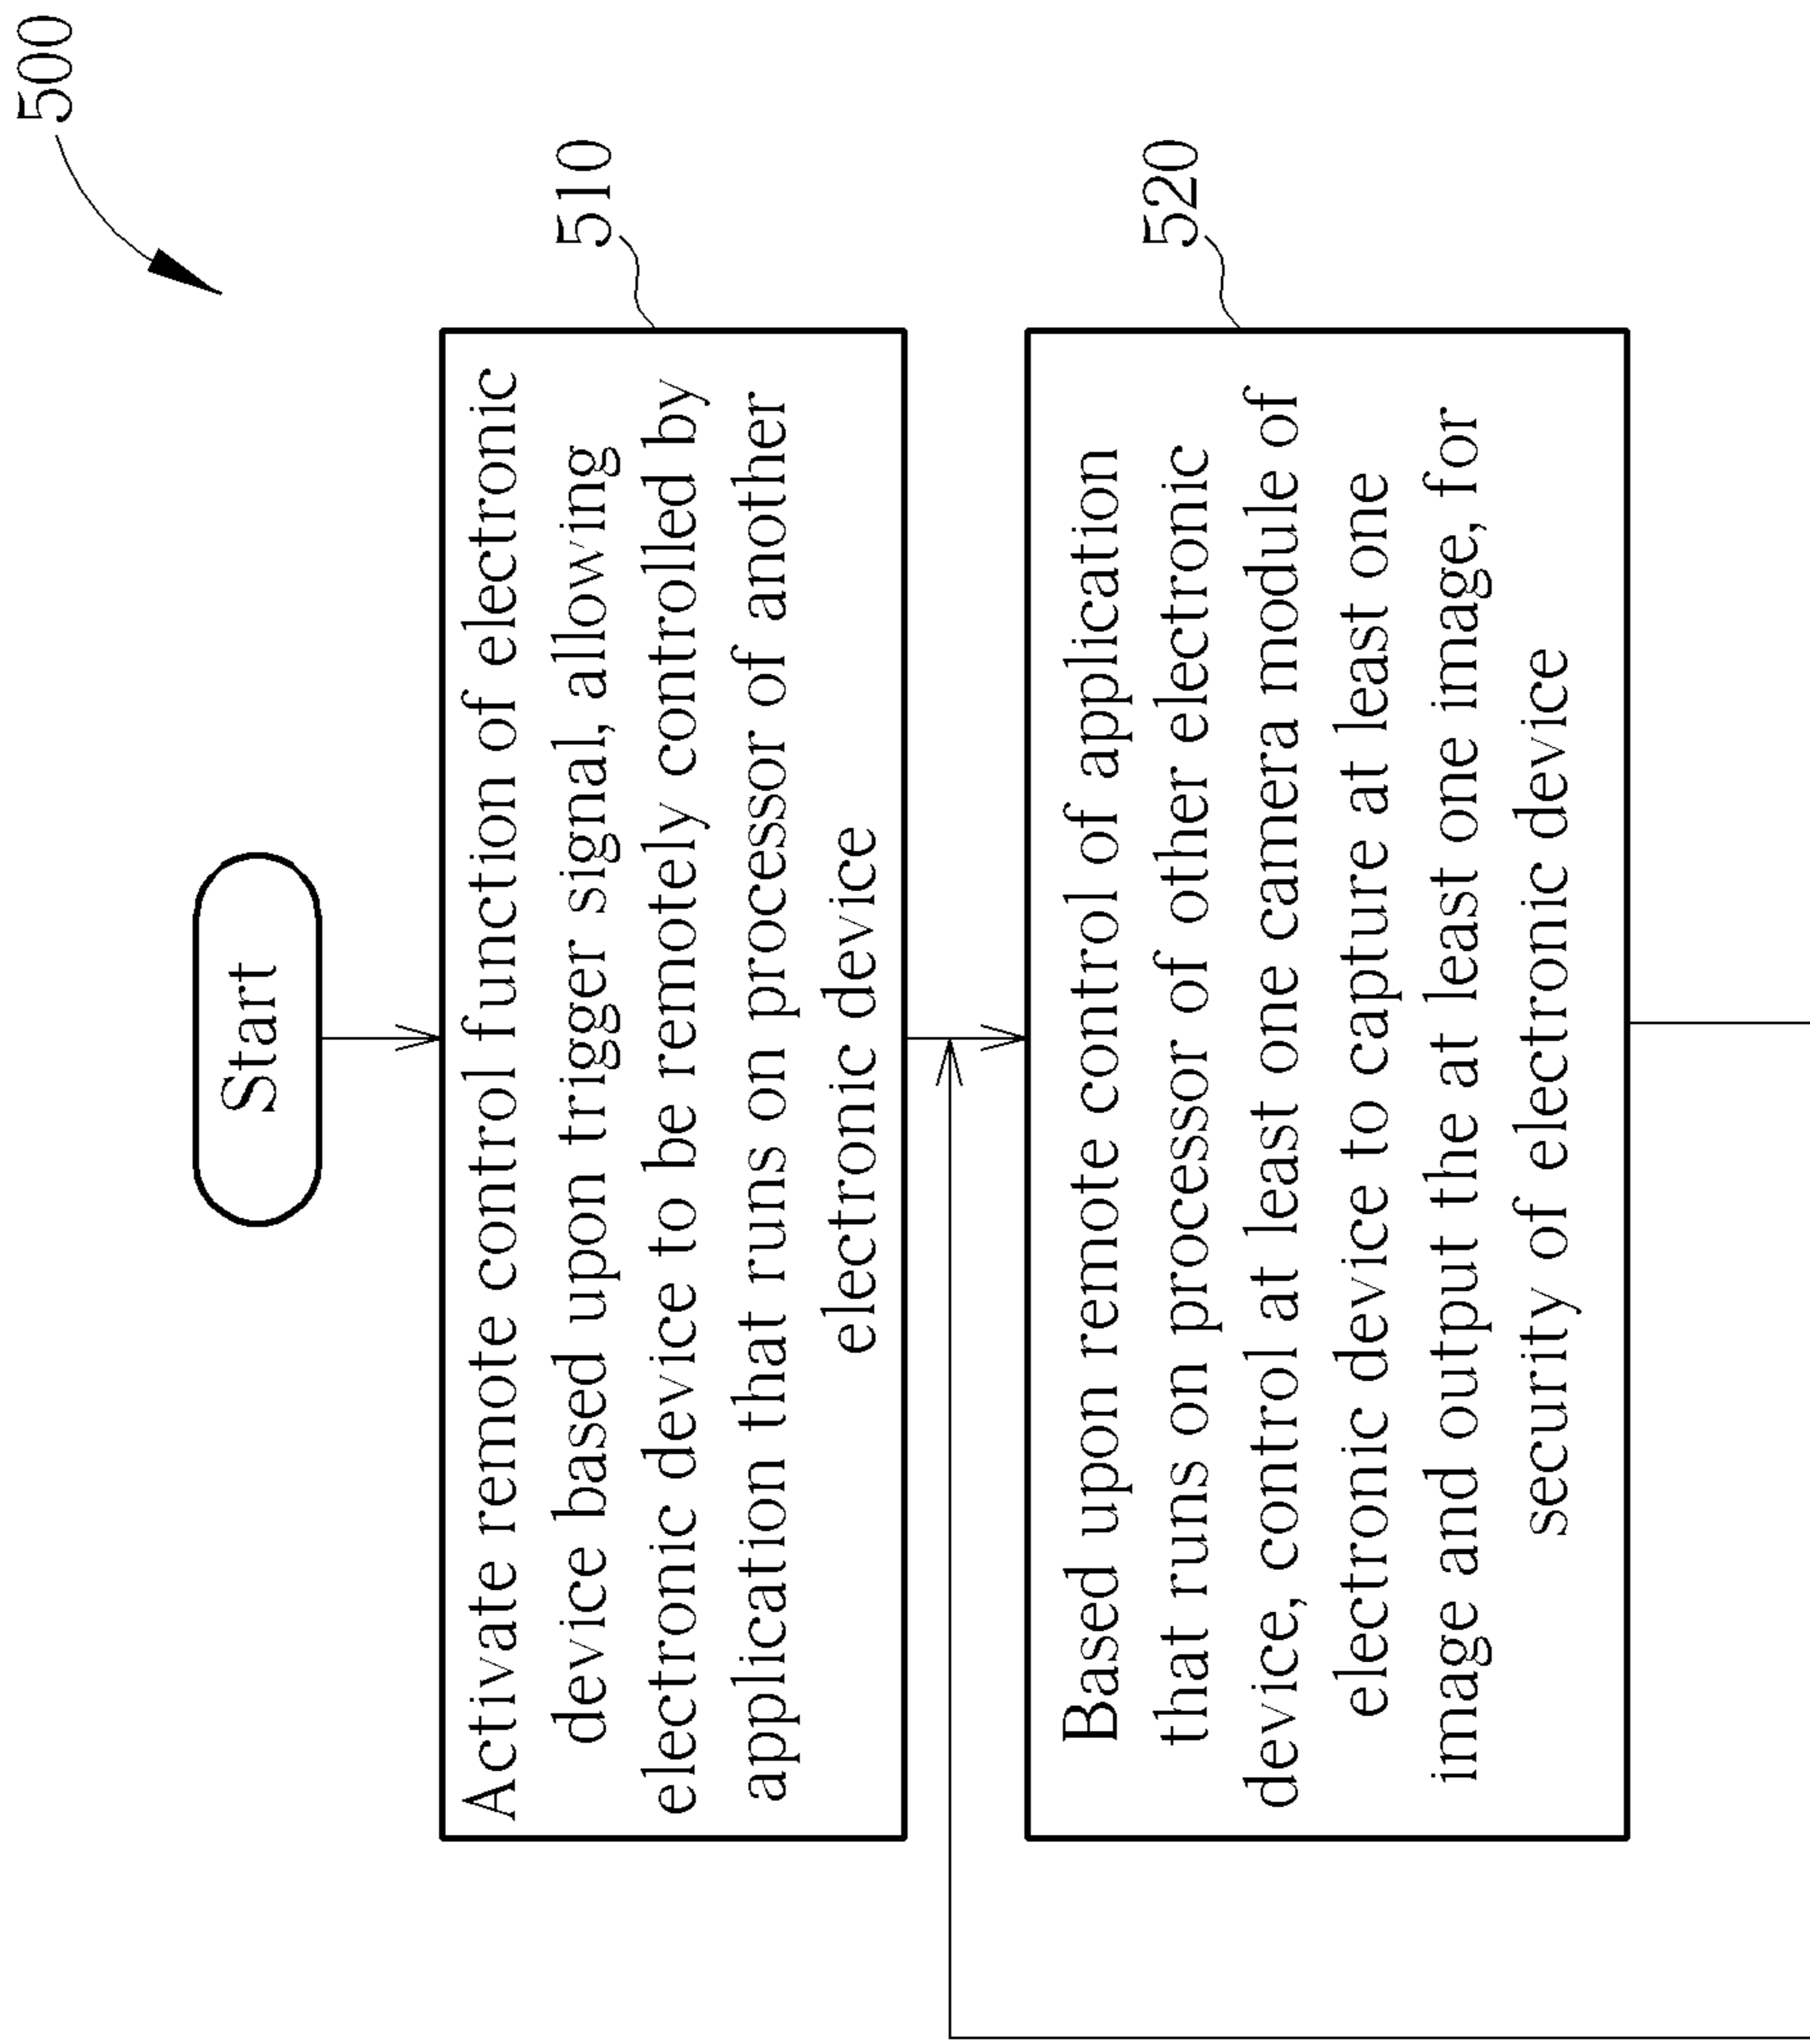 500
Start
510
Activate remote control function of electronic
device based upon trigger signal, allowing
electronic device to be remotely controlled by
application that runs on processor of another
electronic device
520
Based upon remote control of application
that runs on processor of other electronic
device, control at least one camera module of
electronic device to capture at least one
image and output the at least one image, for
security of electronic device